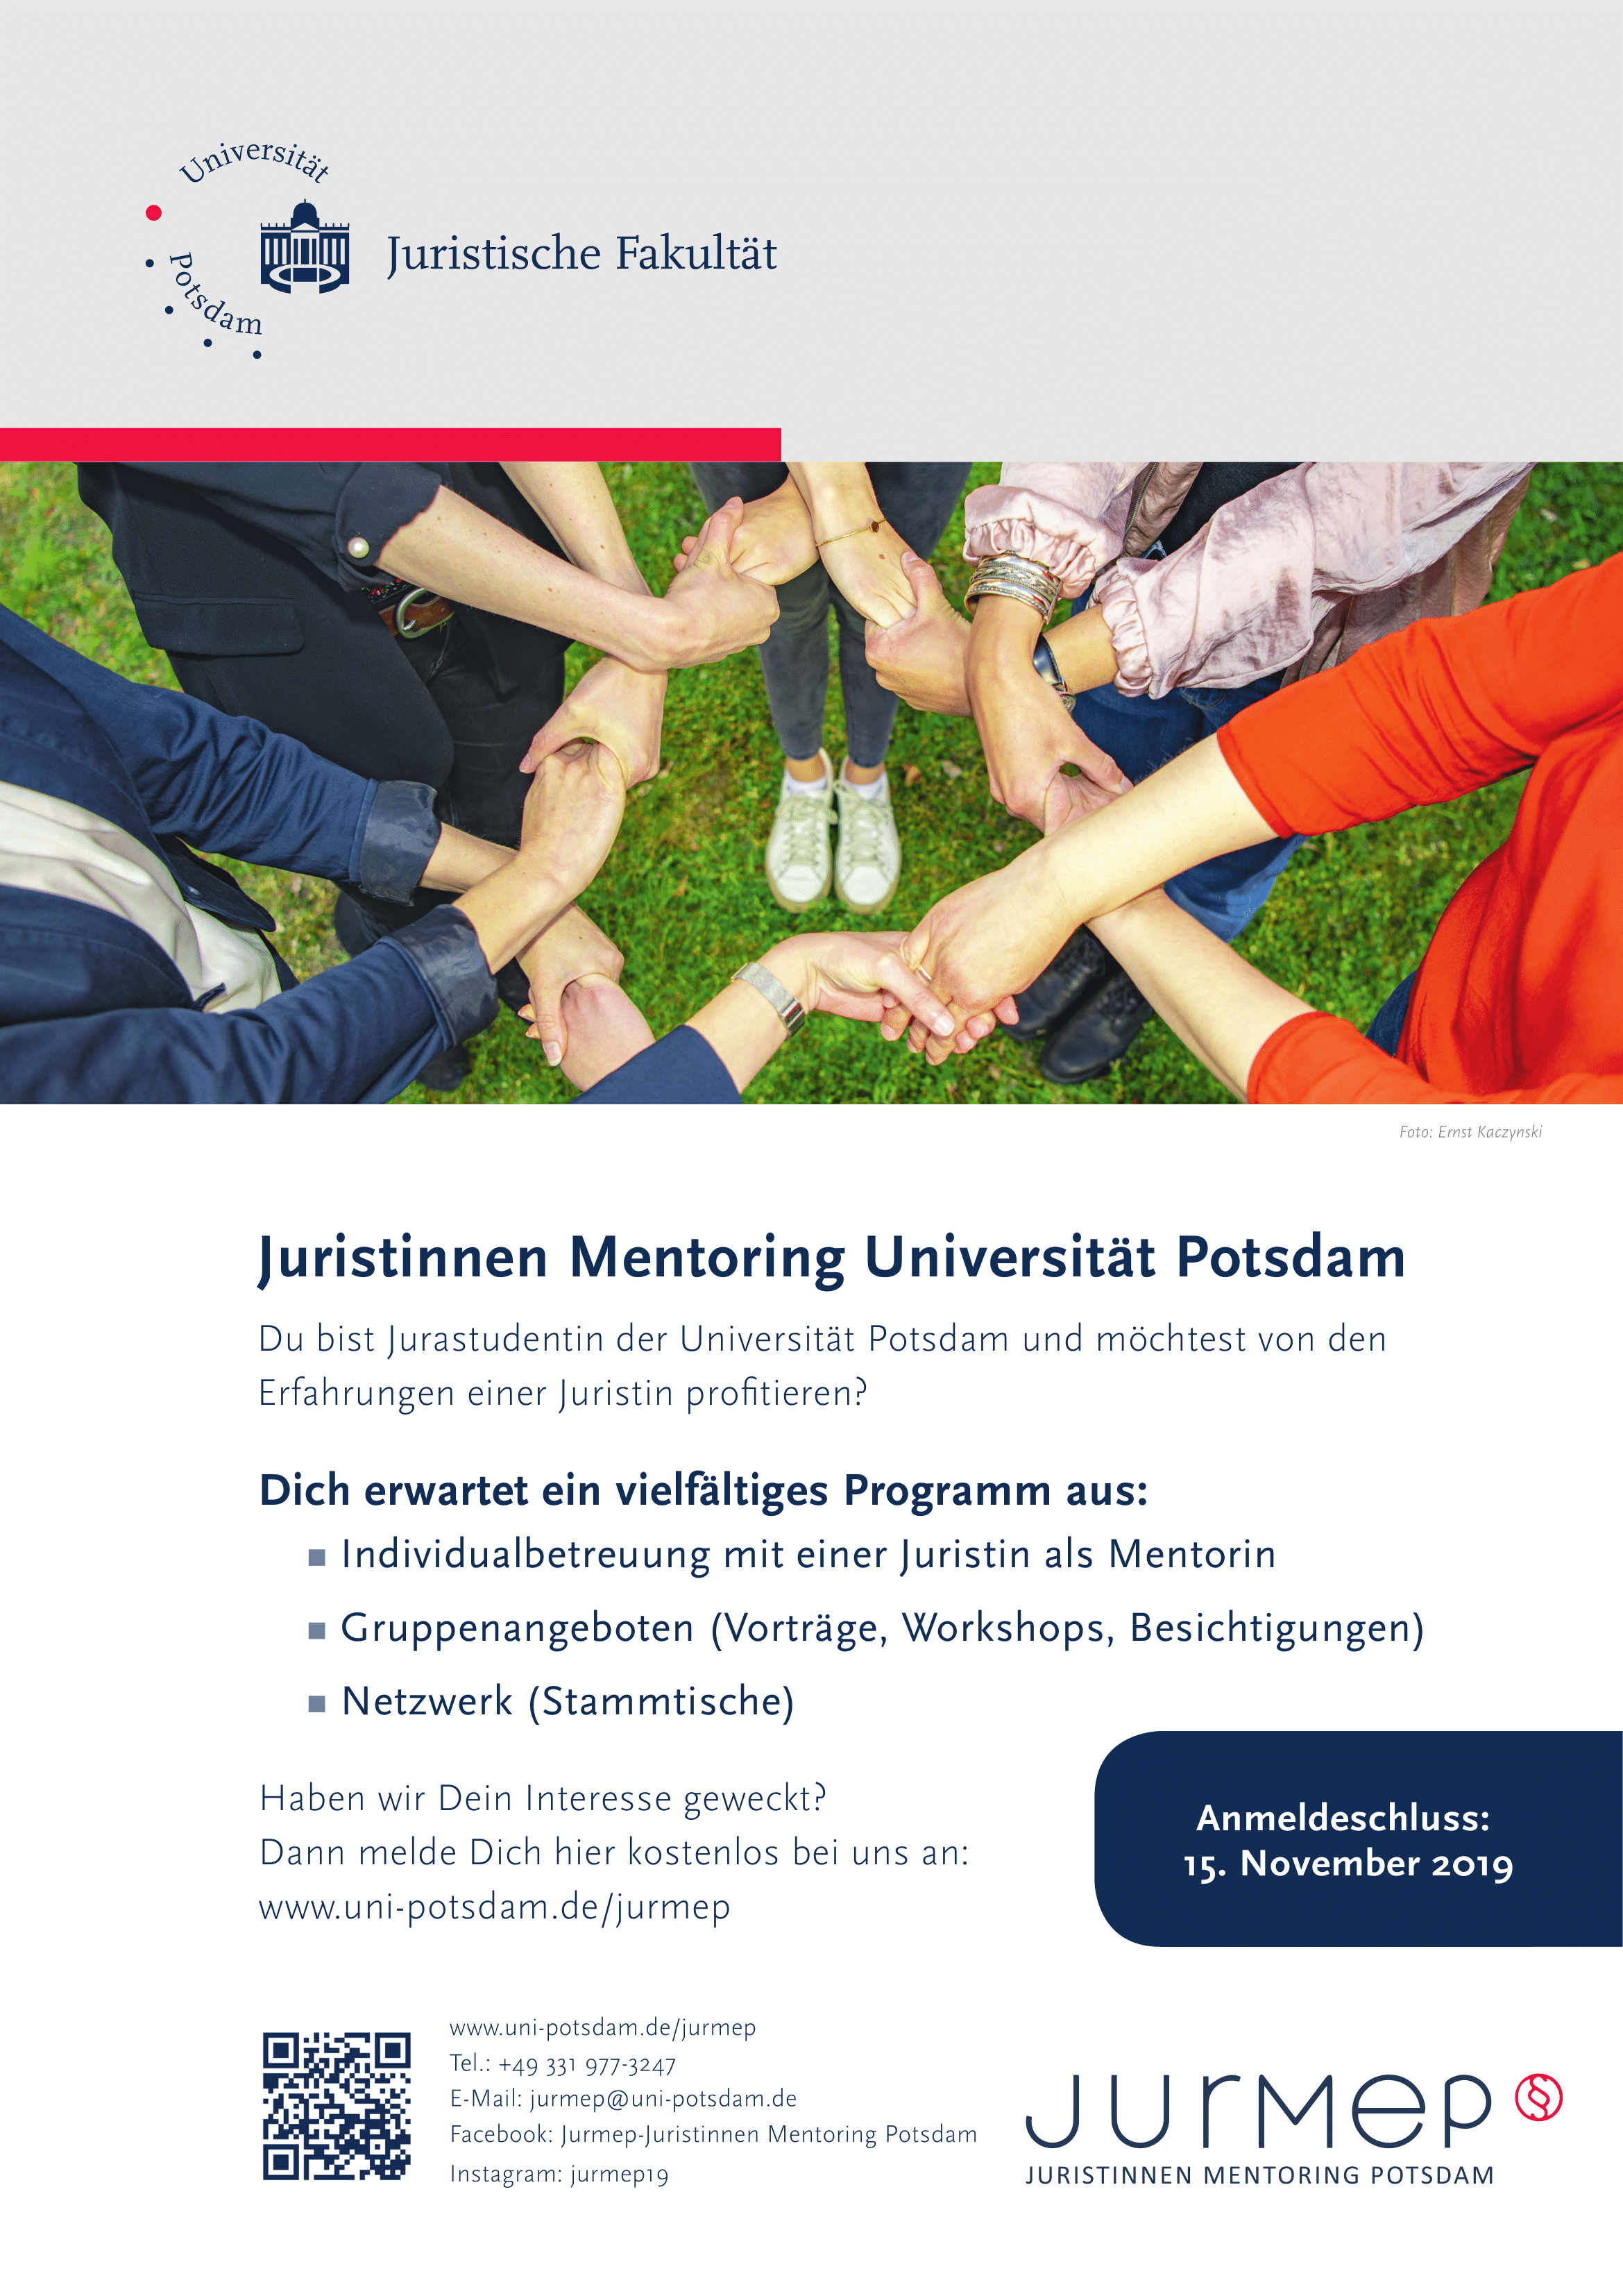 Universität
Potsdam
Juristische Fakultät
Foto: Ernst Kaczynski
Juristinnen Mentoring Universität Potsdam
Du bist Jurastudentin der Universität Potsdam und möchtest von den
Erfahrungen einer Juristin profitieren?
Dich erwartet ein vielfältiges Programm aus:
▪ Individualbetreuung mit einer Juristin als Mentorin
▪ Gruppenangeboten (Vorträge, Workshops, Besichtigungen)
▪ Netzwerk (Stammtische)
Haben wir Dein Interesse geweckt?
Dann melde Dich hier kostenlos bei uns an:
www.uni-potsdam.de/jurmep
Anmeldeschluss:
15. November 2019
www.uni-potsdam.de/jurmep
Tel.: +49 331 977-3247
E-Mail: jurmep@uni-potsdam.de
Facebook: Jurmep-Juristinnen Mentoring Potsdam
Instagram: jurmep19
Jurmep §
JURISTINNEN MENTORING POTSDAM